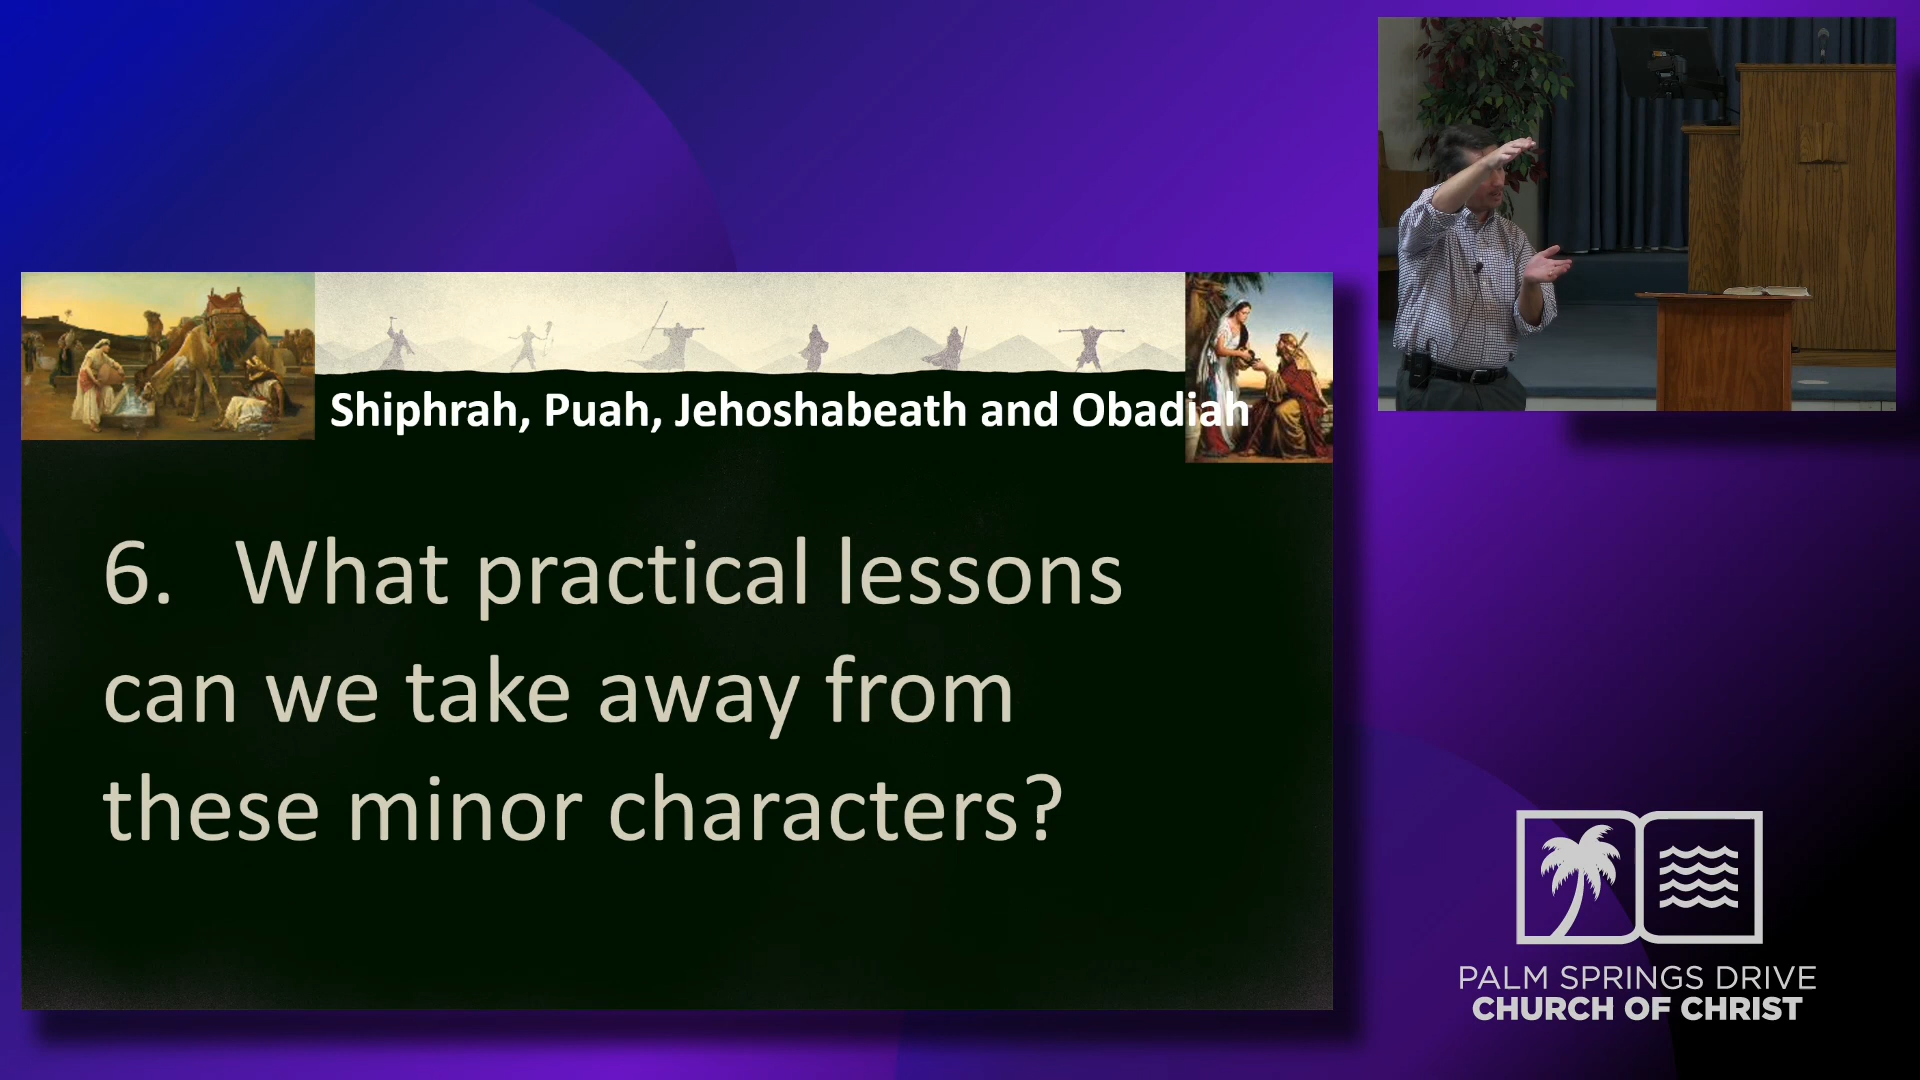 Shiphrah, Puah, Jehoshabeath and Obadiah
6. What practical lessons
can we take away from
these minor characters?
PALM SPRINGS DRIVE
CHURCH OF CHRIST